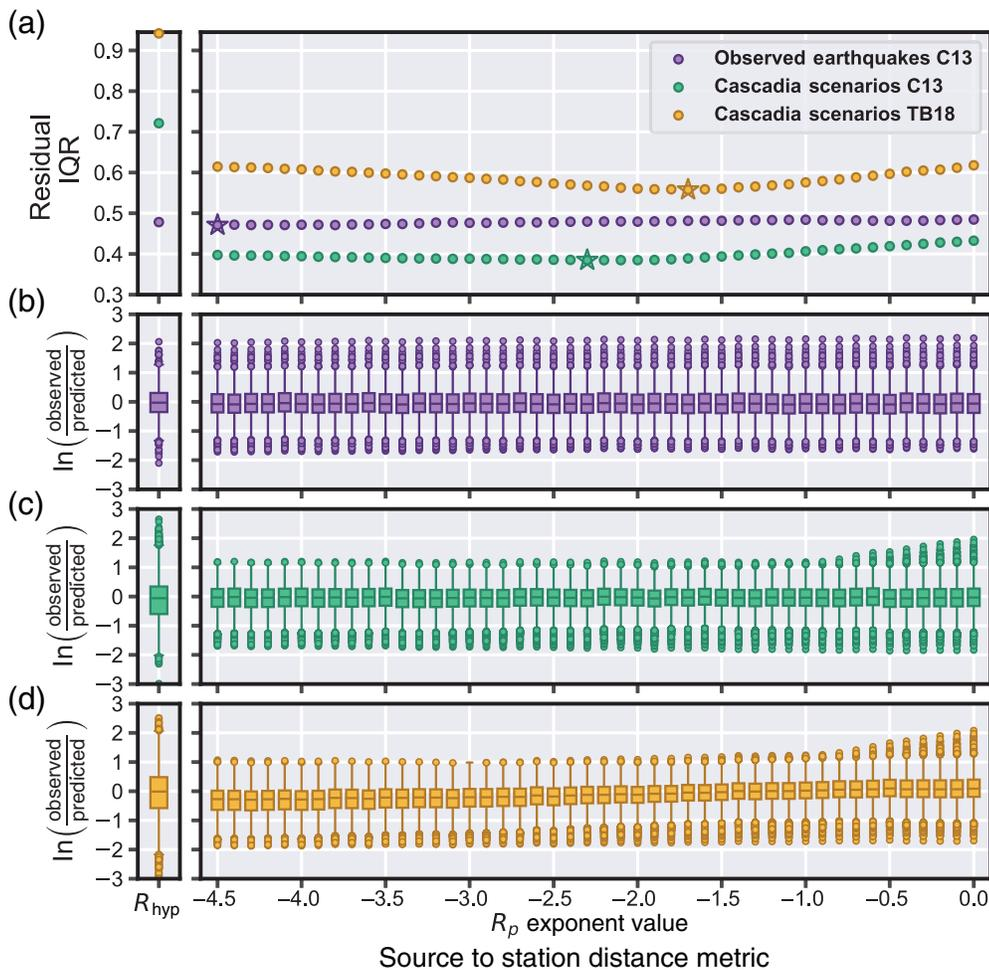 (a)
0.9
0.8
0.7
0.6
0.5
0.4
0.3
Residual
IQR
Observed earthquakes C13
Cascadia scenarios C13
Cascadia scenarios TB18
(b)
3
2
1
0
−1
−2
−3
ln(observed/predicted)
(c)
3
2
1
0
−1
−2
−3
ln(observed/predicted)
(d)
3
2
1
0
−1
−2
−3
ln(observed/predicted)
Rhyp
−4.5 −4.0 −3.5 −3.0 −2.5 −2.0 −1.5 −1.0 −0.5 0.0
Rp exponent value
Source to station distance metric